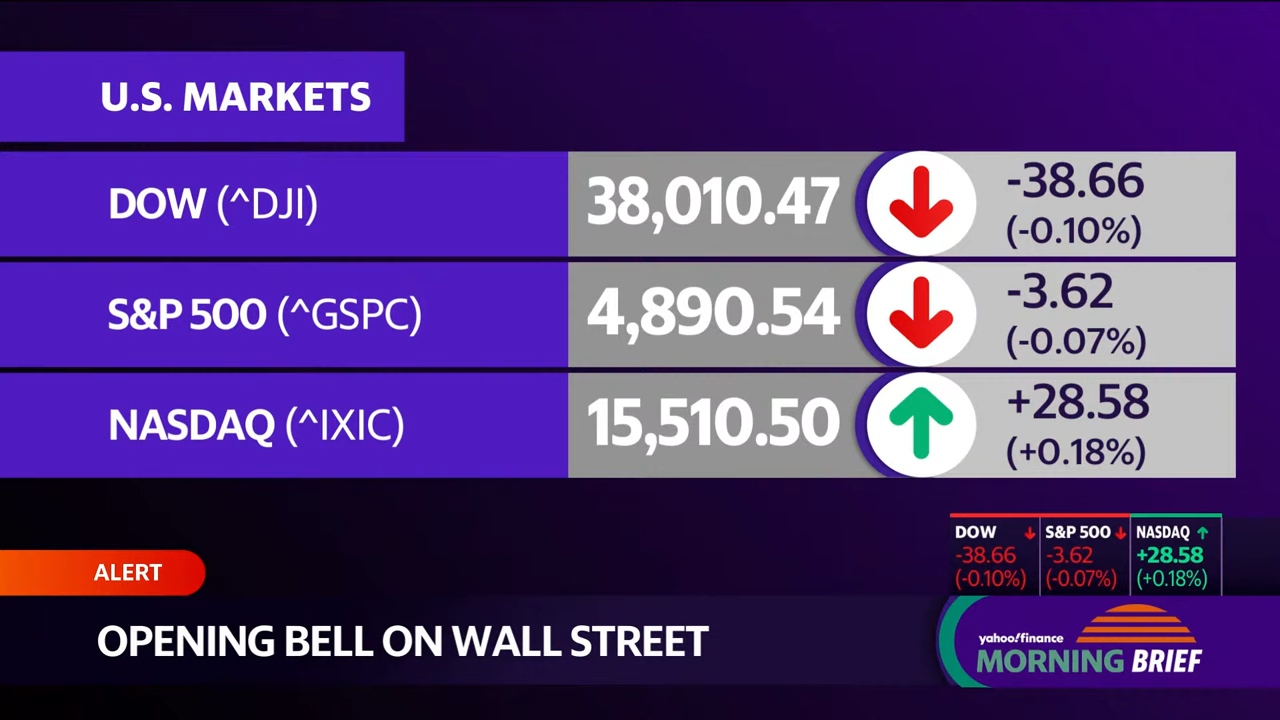 U.S. MARKETS
DOW (^DJI) 38,010.47 -38.66
(-0.10%)
S&P 500 (^GSPC) 4,890.54 -3.62
(-0.07%)
NASDAQ (^IXIC) 15,510.50 +28.58
(+0.18%)
DOW S&P 500 NASDAQ
-38.66 -3.62 +28.58
(-0.10%) (-0.07%) (+0.18%)
ALERT
OPENING BELL ON WALL STREET
yahoo!finance
MORNING BRIEF